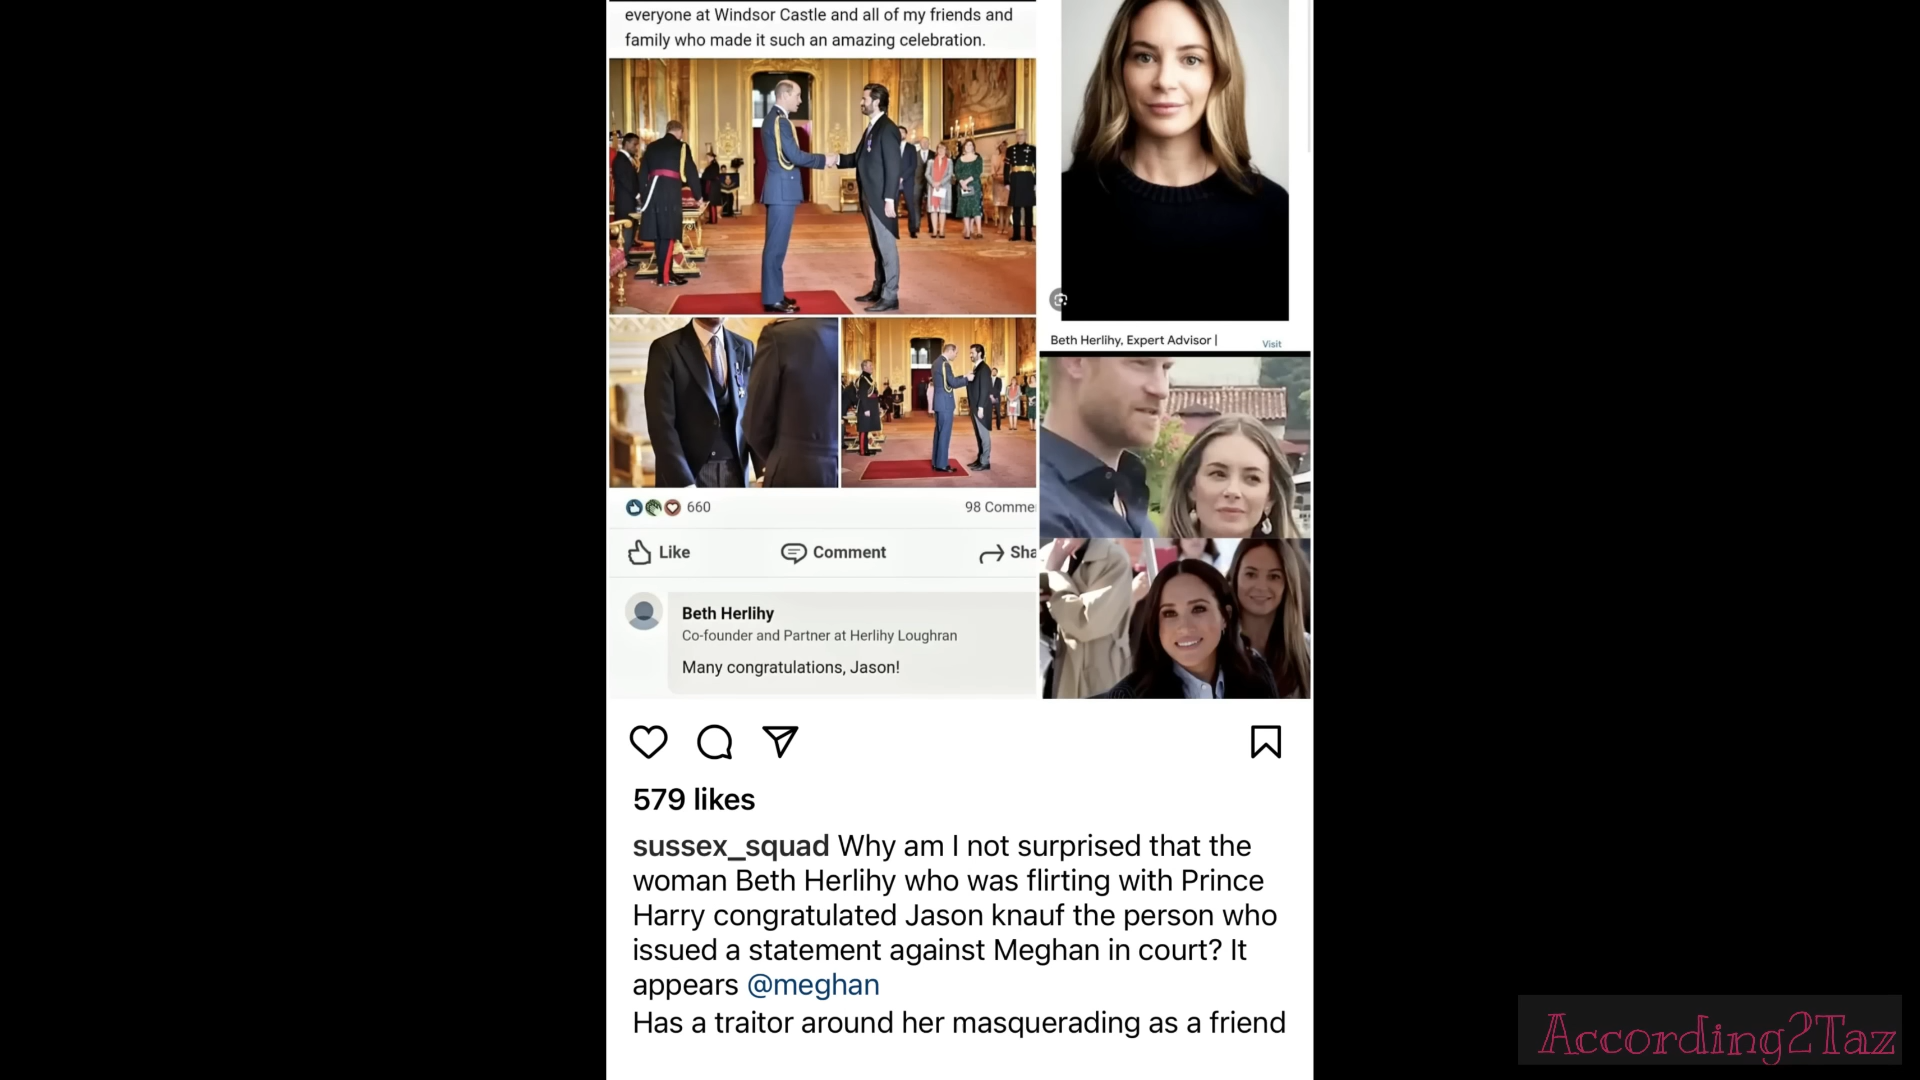 everyone at Windsor Castle and all of my friends and
family who made it such an amazing celebration.
660
98 Comme
Like
Comment
Sha
Beth Herlihy
Co-founder and Partner at Herlihy Loughran
Many congratulations, Jason!
Beth Herlihy, Expert Advisor |
Visit
579 likes
sussex_squad Why am I not surprised that the
woman Beth Herlihy who was flirting with Prince
Harry congratulated Jason knauf the person who
issued a statement against Meghan in court? It
appears @meghan
Has a traitor around her masquerading as a friend
According2Taz